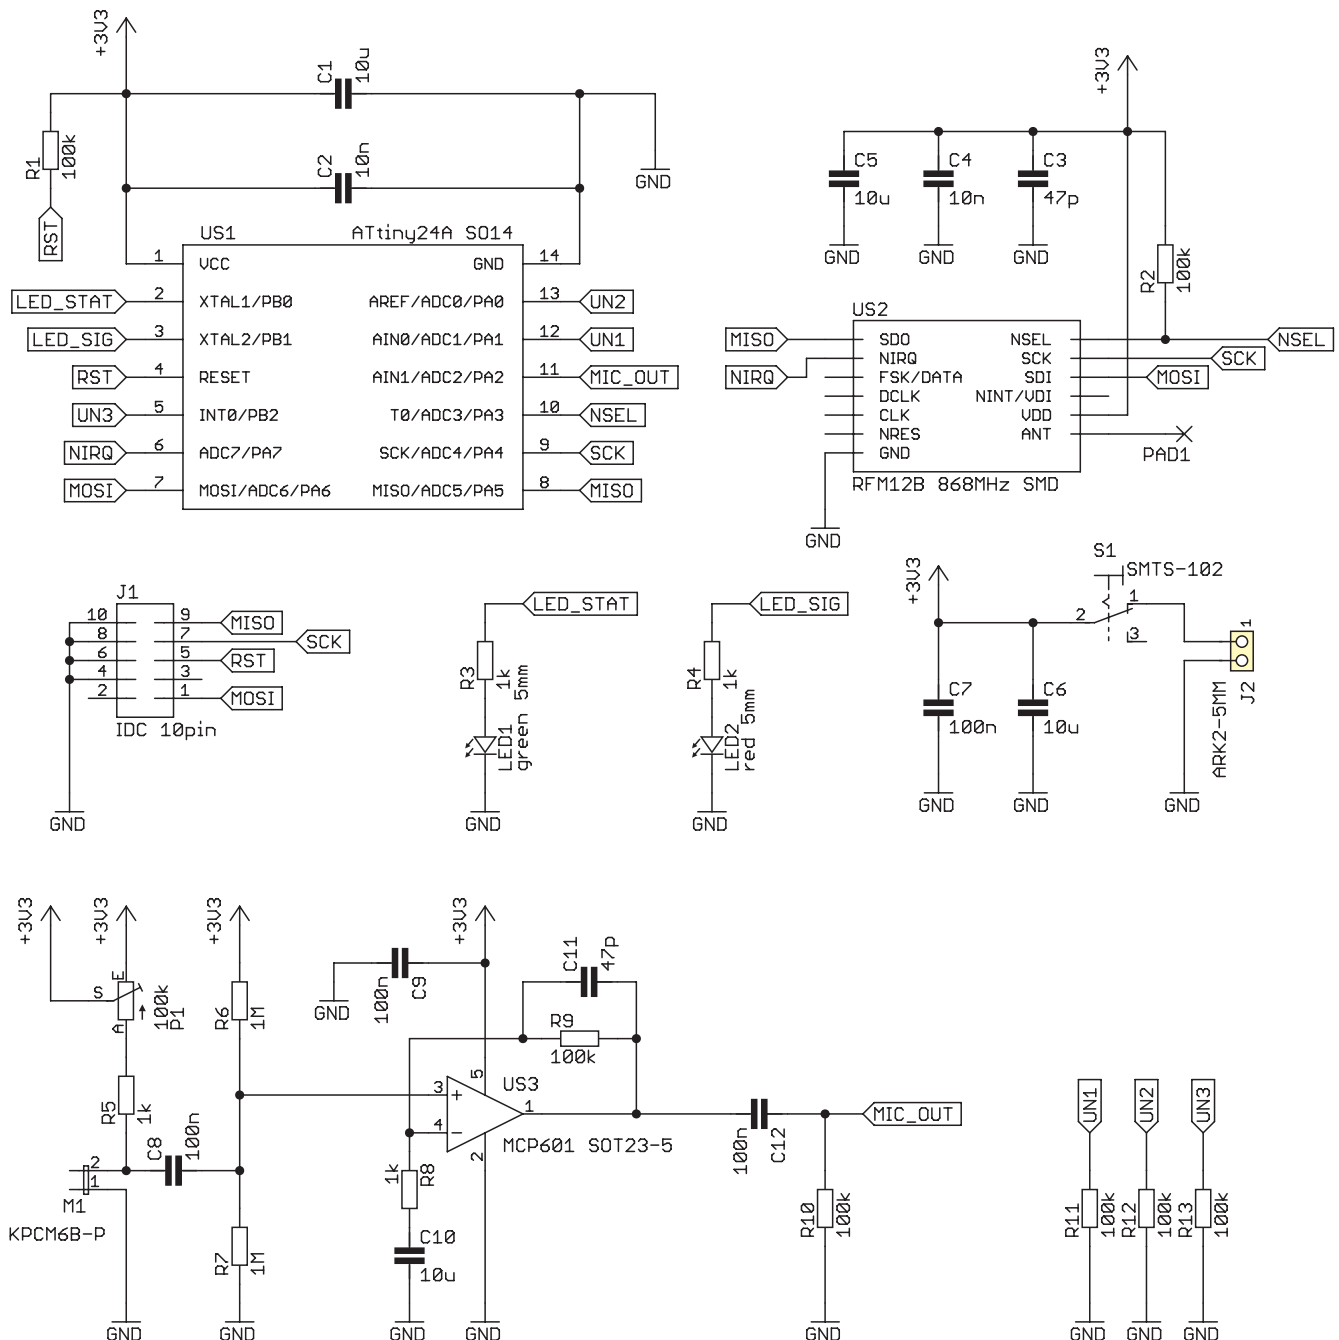 +3V3
C1
10u
R1
100k
RST
C2
10n
GND
US1
ATtiny24A SO14
1
VCC
GND
14
LED_STAT
2
XTAL1/PB0
AREF/ADC0/PA0
13
UN2
LED_SIG
3
XTAL2/PB1
AIN0/ADC1/PA1
12
UN1
RST
4
RESET
AIN1/ADC2/PA2
11
MIC_OUT
UN3
5
INT0/PB2
T0/ADC3/PA3
10
NSEL
NIRQ
6
ADC7/PA7
SCK/ADC4/PA4
9
SCK
MOSI
7
MOSI/ADC6/PA6
MISO/ADC5/PA5
8
MISO
+3V3
C5
10u
GND
C4
10n
GND
C3
47p
GND
R2
100k
US2
MISO
SDO
NSEL
NSEL
NIRQ
NIRQ
SCK
SCK
FSK/DATA
SDI
MOSI
DCLK
NINT/VDI
CLK
VDD
NRES
ANT
PAD1
GND
RFM12B 868MHz SMD
GND
J1
10
9
MISO
8
7
SCK
6
5
RST
4
3
2
1
MOSI
IDC 10pin
GND
LED_STAT
R3
1k
LED1
green 5mm
GND
LED_SIG
R4
1k
LED2
red 5mm
GND
+3V3
S1
SMTS-102
2
1
3
C7
100n
GND
C6
10u
GND
GND
1
J2
ARK2-5MM
+3V3
+3V3
S
E
A
100k
P1
R5
1k
C8
100n
2
1
M1
KPCM6B-P
GND
+3V3
R6
1M
R7
1M
GND
+3V3
GND
100n
C9
C11
47p
R9
100k
5
3
+
4
−
1
2
US3
MCP601 SOT23-5
1k
R8
C10
10u
GND
GND
100n
C12
MIC_OUT
R10
100k
GND
UN1
UN2
UN3
R11
100k
R12
100k
R13
100k
GND
GND
GND